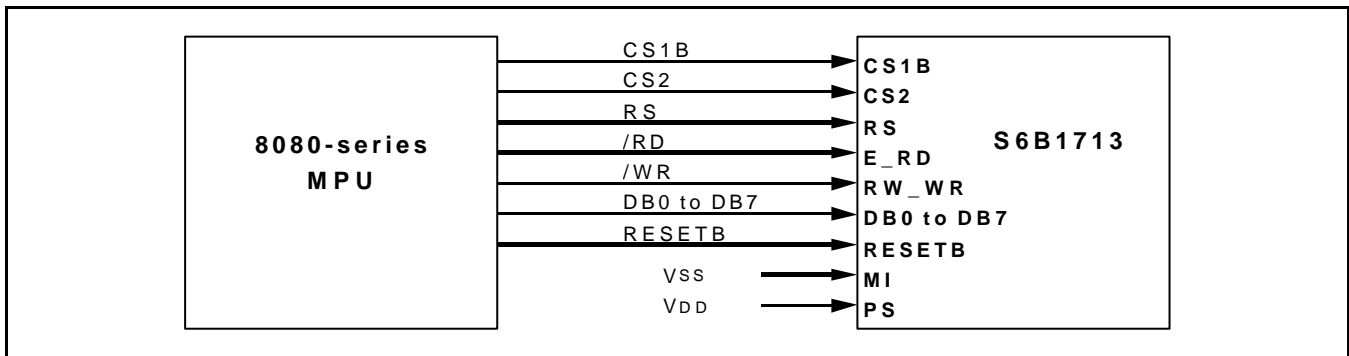 8080-series
MPU
CS1B
CS2
RS
/RD
/WR
DB0 to DB7
RESETB
VSS
VDD
CS1B
CS2
RS
E_RD
RW_WR
DB0 to DB7
RESETB
MI
PS
S6B1713